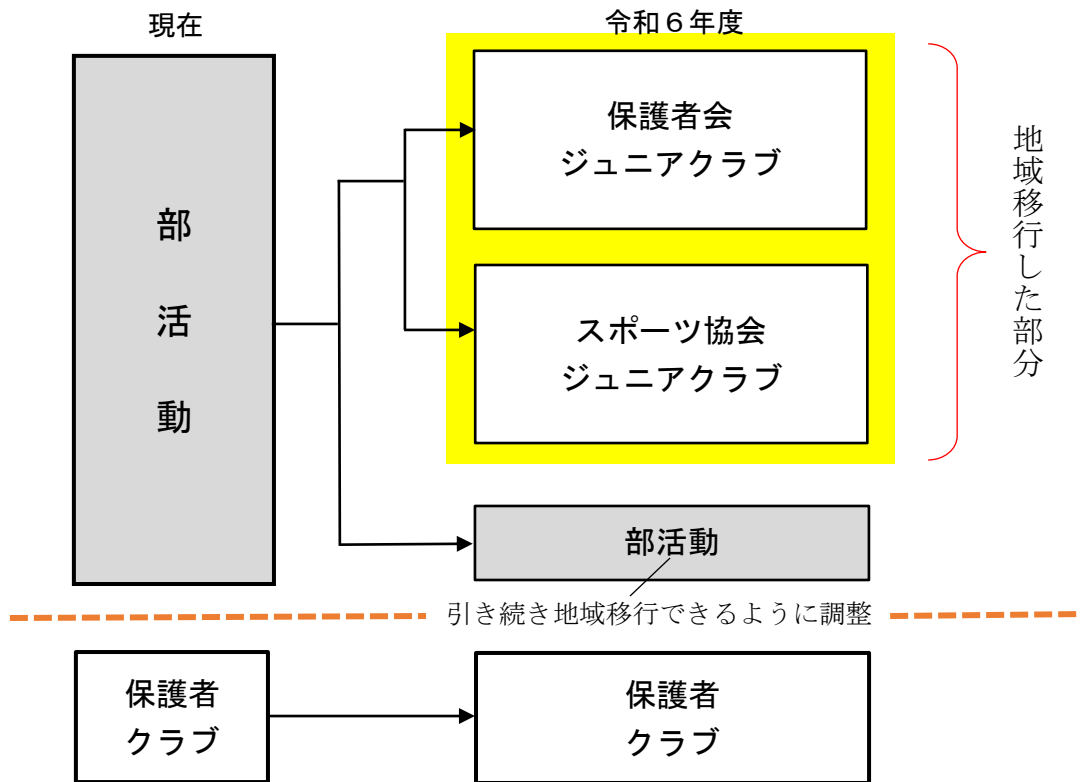 現在
令和６年度
部活動
保護者会
ジュニアクラブ
スポーツ協会
ジュニアクラブ
地域移行した部分
部活動
引き続き地域移行できるように調整
保護者
クラブ
保護者
クラブ